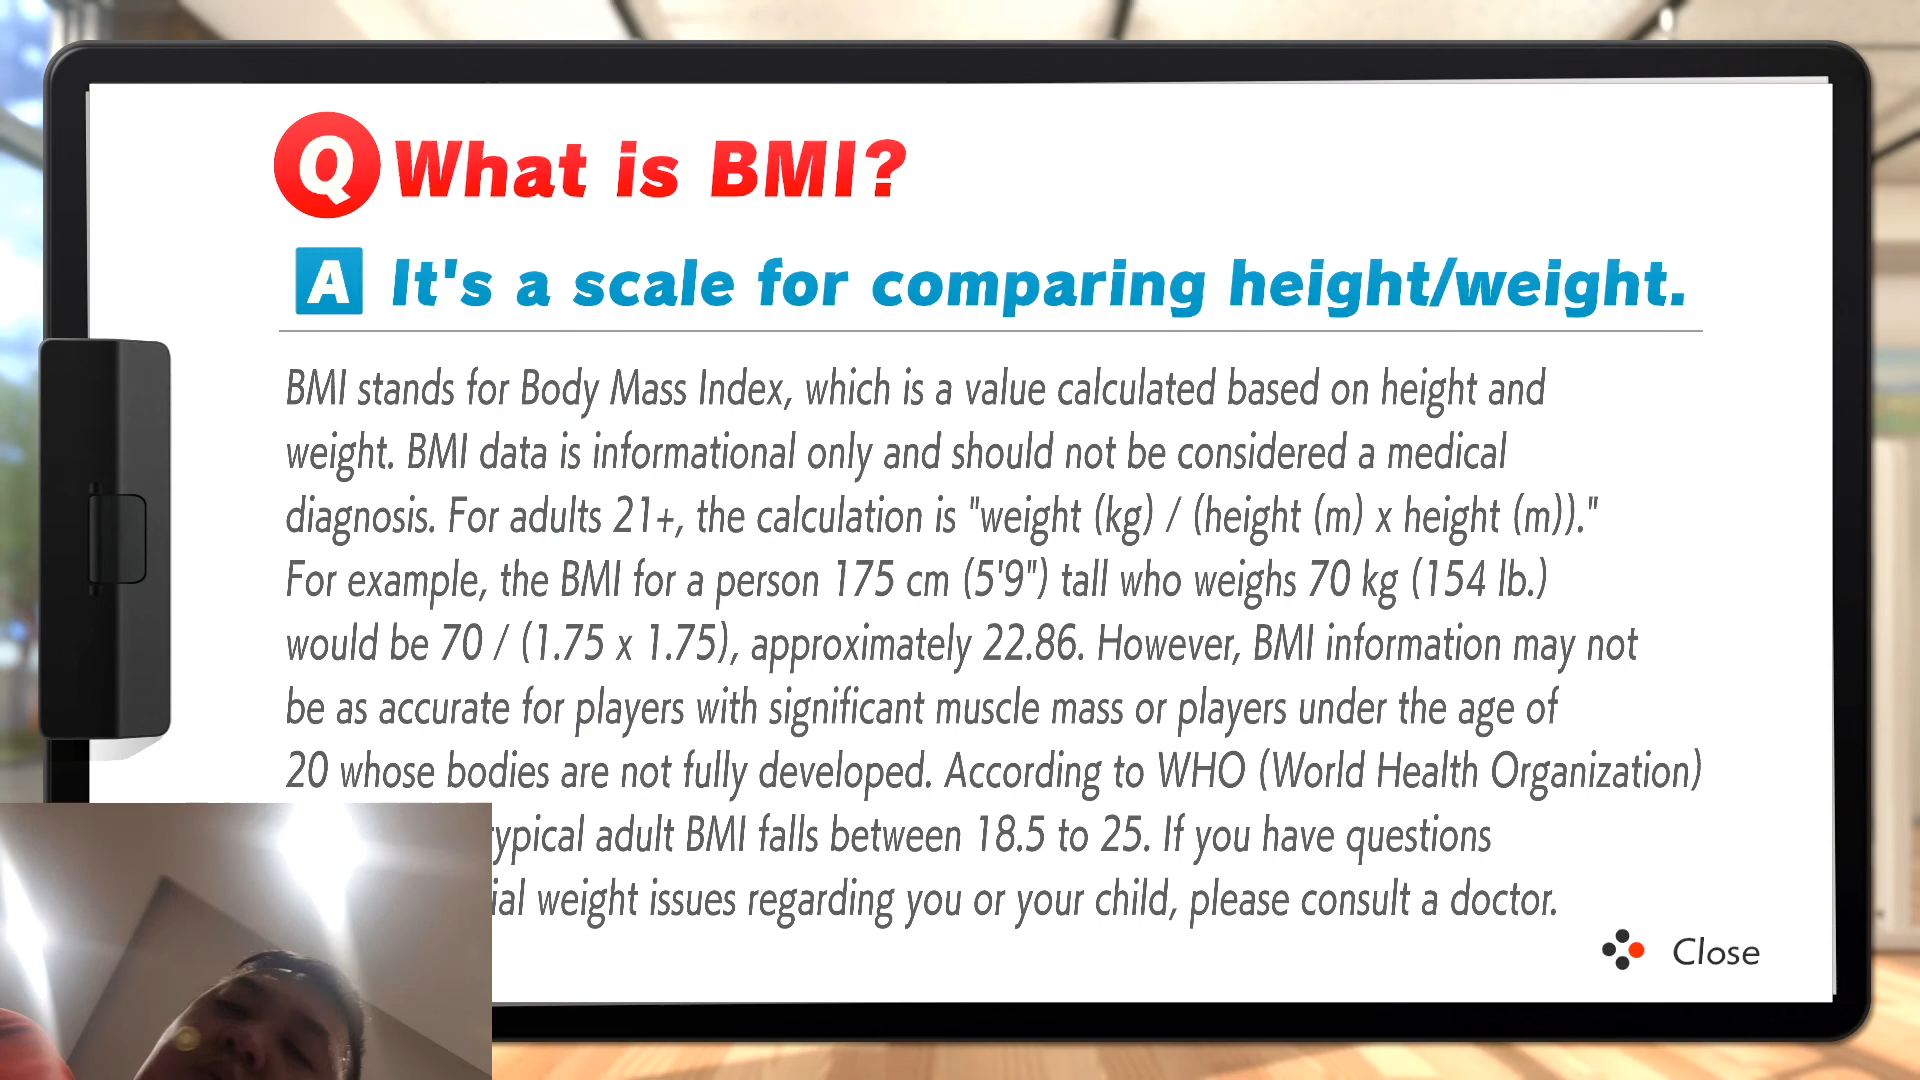 Q What is BMI?
A It's a scale for comparing height/weight.
BMI stands for Body Mass Index, which is a value calculated based on height and
weight. BMI data is informational only and should not be considered a medical
diagnosis. For adults 21+, the calculation is "weight (kg) / (height (m) x height (m))."
For example, the BMI for a person 175 cm (5'9") tall who weighs 70 kg (154 lb.)
would be 70 / (1.75 x 1.75), approximately 22.86. However, BMI information may not
be as accurate for players with significant muscle mass or players under the age of
20 whose bodies are not fully developed. According to WHO (World Health Organization)
adult BMI falls between 18.5 to 25. If you have questions
weight issues regarding you or your child, please consult a doctor.
Close